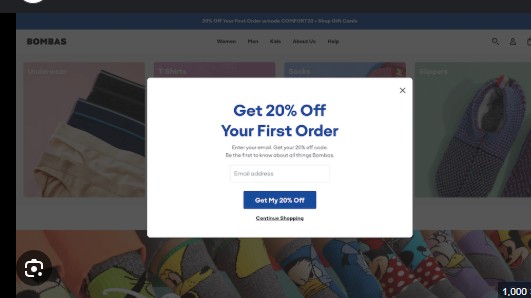 20% Off Your First Order w/code COMFORT20 > Shop Gift Cards
BOMBAS
Women Men Kids About Us Help
Underwear
T-Shirts
Socks
Slippers
Get 20% Off
Your First Order
Enter your email. Get your 20% off code.
Be the first to know about all things Bombas.
Email address
Get My 20% Off
Continue Shopping
1,000